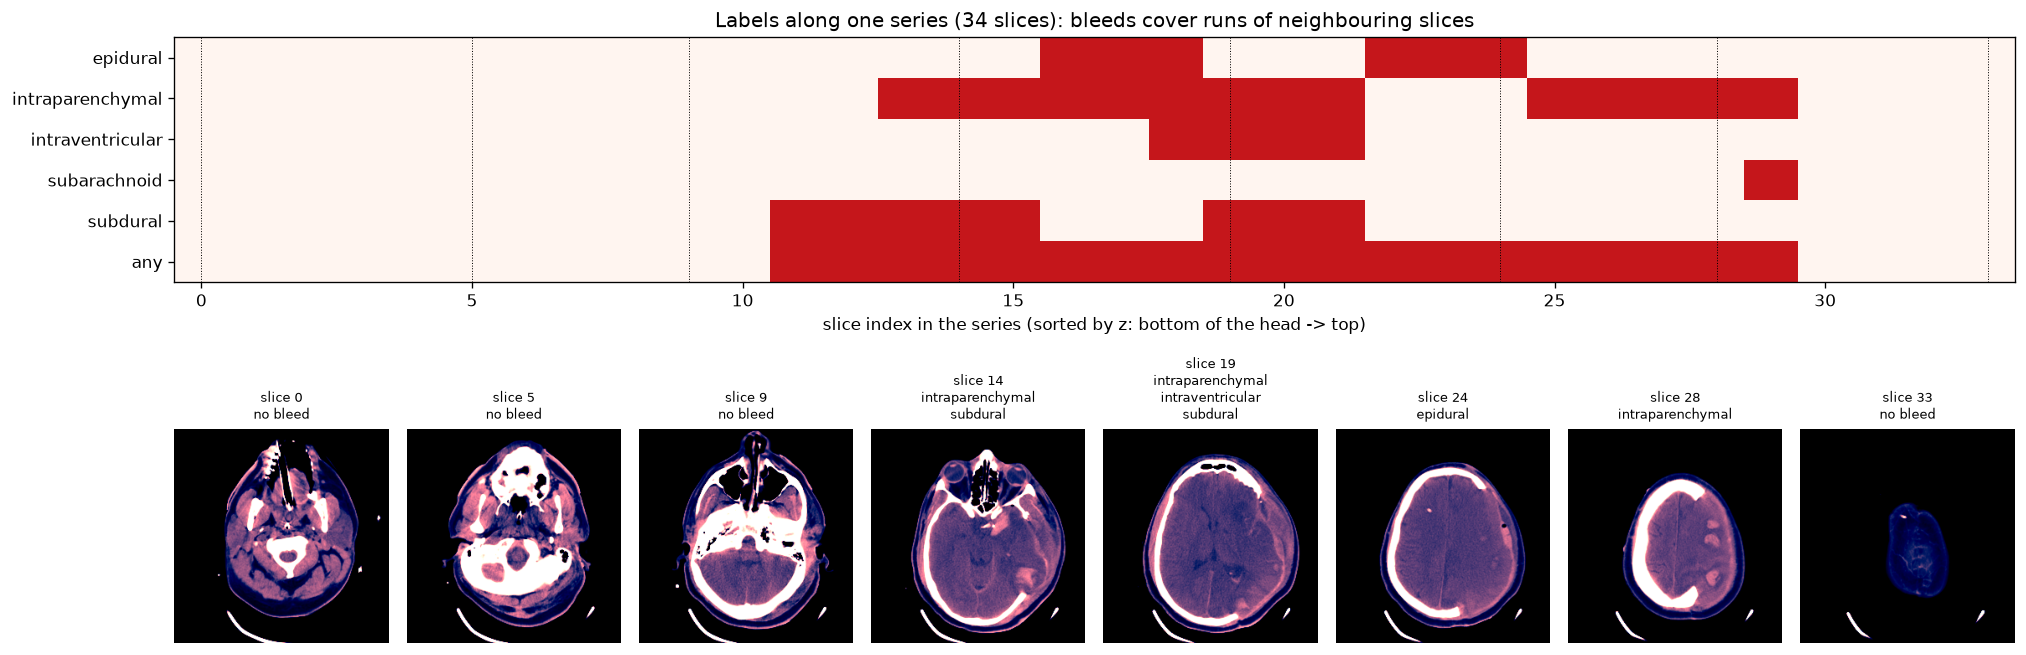 Labels along one series (34 slices): bleeds cover runs of neighbouring slices
epidural
intraparenchymal
intraventricular
subarachnoid
subdural
any
0 5 10 15 20 25 30
slice index in the series (sorted by z: bottom of the head -> top)
slice 0
no bleed
slice 5
no bleed
slice 9
no bleed
slice 14
intraparenchymal
subdural
slice 19
intraparenchymal
intraventricular
subdural
slice 24
epidural
slice 28
intraparenchymal
slice 33
no bleed